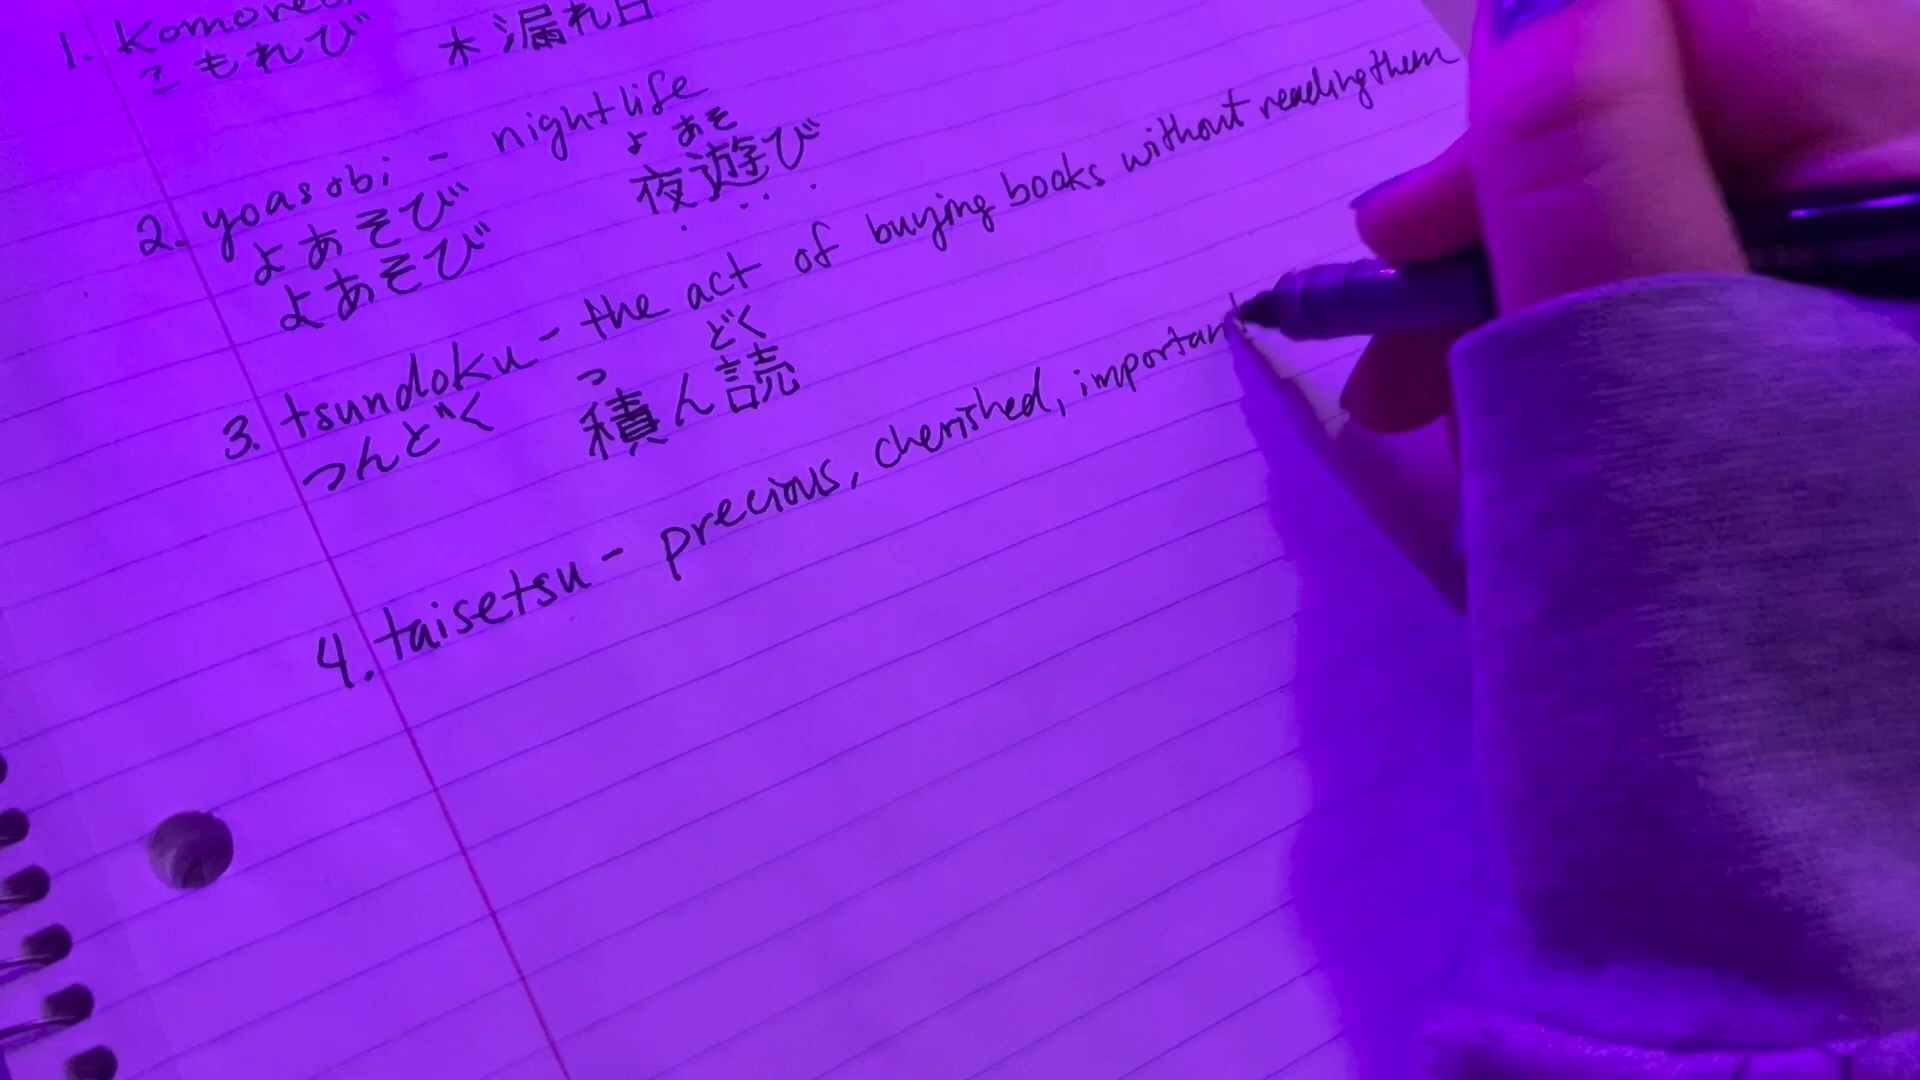 1. Komore
こもれび 木漏れ日
2. yoasobi - nightlife
よあそび よ あそ
よあそび 夜遊び
3. tsundoku - the act of buying books without reading them
つんどく つ どく
積ん読
4. taisetsu - precious, cherished, important